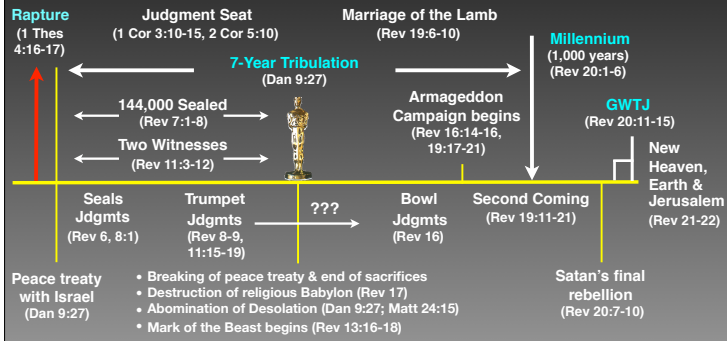 Rapture
(1 Thes
4:16-17)
Judgment Seat
(1 Cor 3:10-15, 2 Cor 5:10)
Marriage of the Lamb
(Rev 19:6-10)
Millennium
(1,000 years)
(Rev 20:1-6)
7-Year Tribulation
(Dan 9:27)
144,000 Sealed
(Rev 7:1-8)
Two Witnesses
(Rev 11:3-12)
Armageddon
Campaign begins
(Rev 16:14-16,
19:17-21)
GWTJ
(Rev 20:11-15)
New
Heaven,
Earth &
Jerusalem
(Rev 21-22)
Seals
Jdgmts
(Rev 6, 8:1)
Trumpet
Jdgmts
(Rev 8-9,
11:15-19)
???
Bowl
Jdgmts
(Rev 16)
Second Coming
(Rev 19:11-21)
Peace treaty
with Israel
(Dan 9:27)
• Breaking of peace treaty & end of sacrifices
• Destruction of religious Babylon (Rev 17)
• Abomination of Desolation (Dan 9:27; Matt 24:15)
• Mark of the Beast begins (Rev 13:16-18)
Satan's final
rebellion
(Rev 20:7-10)